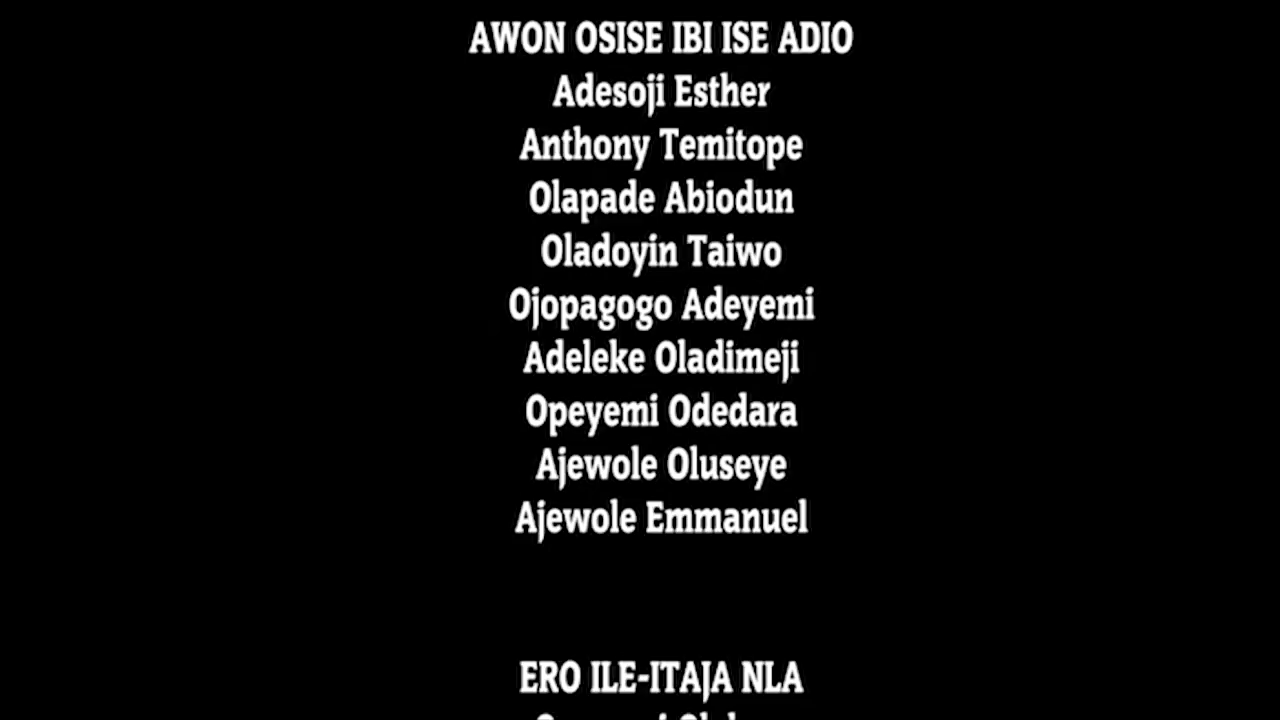 AWON OSISE IBI ISE ADIO
Adesoji Esther
Anthony Temitope
Olapade Abiodun
Oladoyin Taiwo
Ojopagogo Adeyemi
Adeleke Oladimeji
Opeyemi Odedara
Ajewole Oluseye
Ajewole Emmanuel
ERO ILE-ITAJA NLA